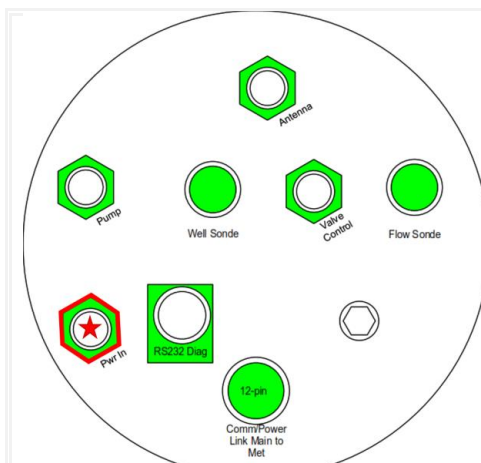 Antenna
Pump
Well Sonde
Valve
Control
Flow Sonde
Pwr In
RS232 Diag
12-pin
Comm/Power
Link Main to
Met